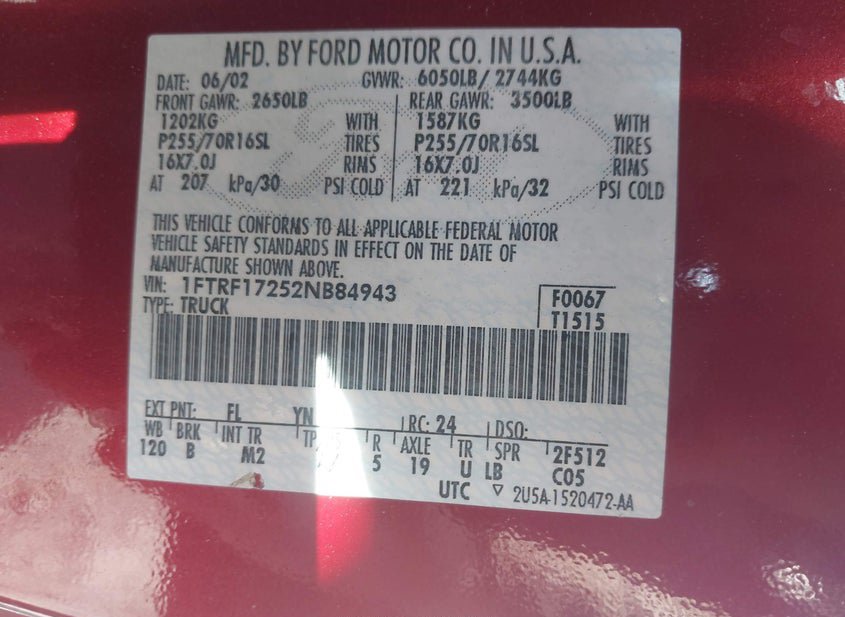 MFD. BY FORD MOTOR CO. IN U.S.A.
DATE: 06/02 GVWR: 6050LB/ 2744KG
FRONT GAWR: 2650LB REAR GAWR: 3500LB
1202KG WITH 1587KG WITH
P255/70R16SL TIRES P255/70R16SL TIRES
16X7.0J RIMS 16X7.0J RIMS
AT 207 kPa/30 PSI COLD AT 221 kPa/32 PSI COLD
THIS VEHICLE CONFORMS TO ALL APPLICABLE FEDERAL MOTOR
VEHICLE SAFETY STANDARDS IN EFFECT ON THE DATE OF
MANUFACTURE SHOWN ABOVE.
VIN: 1FTRF17252NB84943 F0067
TYPE: TRUCK T1515
EXT PNT: FL YN RC: 24 DSO:
WB BRK INT TR R AXLE TR SPR 2F512
120 B M2 5 19 U LB C05
UTC ▽ 2U5A-1520472-AA